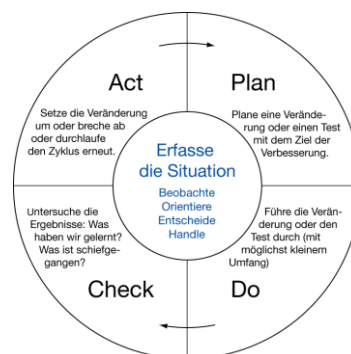 Act
Setze die Veränderung
um oder breche ab
oder durchlaufe
den Zyklus erneut.
Plan
Plane eine Verände-
rung oder einen Test
mit dem Ziel der
Verbesserung.
Erfasse
die Situation
Beobachte
Orientiere
Entscheide
Handle
Untersuche die
Ergebnisse: Was
haben wir gelernt?
Was ist schiefge-
gangen?
Check
Führe die Verän-
derung oder den
Test durch (mit
möglichst kleinem
Umfang)
Do